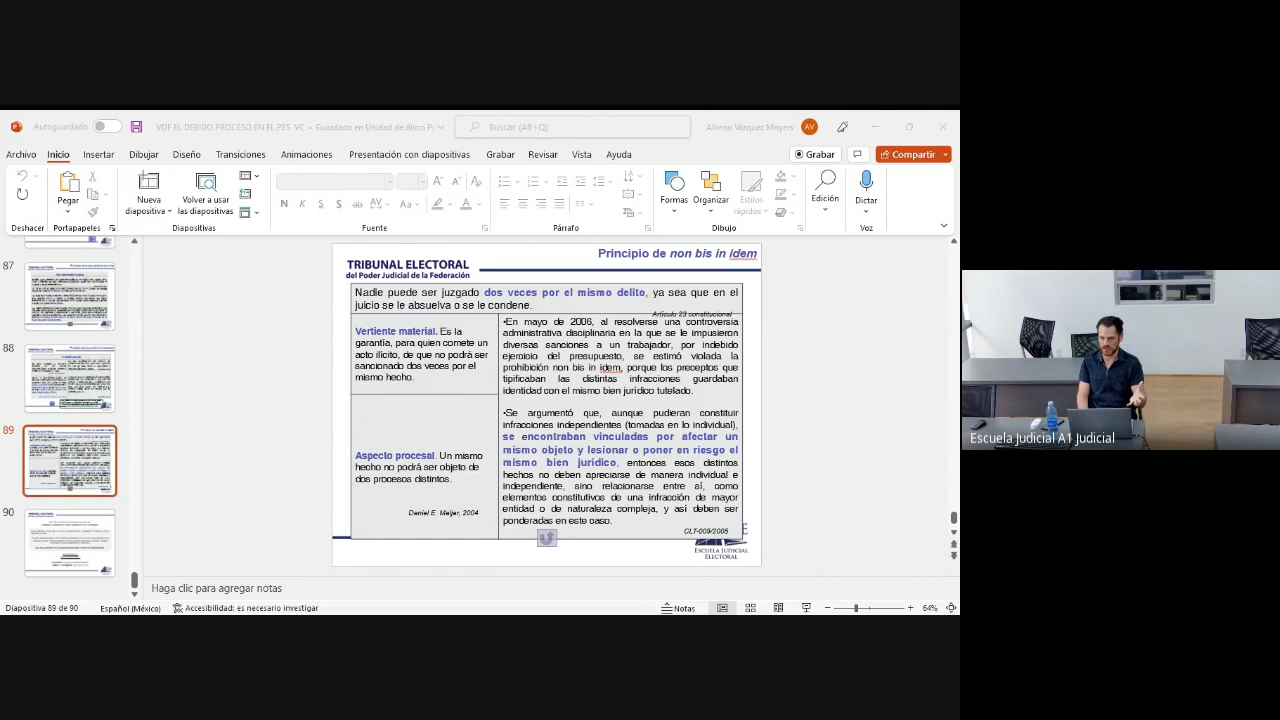 Autoguardado
VDF EL DEBIDO PROCESO EN EL PES VC • Guardado en Unidad de disco P:
Buscar (Alt+Q)
Alonso Vázquez Moyers
AV
Archivo Inicio Insertar Dibujar Diseño Transiciones Animaciones Presentación con diapositivas Grabar Revisar Vista Ayuda
Grabar
Compartir
Pegar
Nueva diapositiva
Volver a usar las diapositivas
N K S S ab AV Aa A
Formas Organizar Estilos rápidos
Edición
Dictar
Deshacer Portapapeles Diapositivas Fuente Párrafo Dibujo Voz
87
88
89
90
Principio de non bis in idem
TRIBUNAL ELECTORAL
del Poder Judicial de la Federación
Nadie puede ser juzgado dos veces por el mismo delito, ya sea que en el
juicio se le absuelva o se le condene.
Artículo 23 constitucional
Vertiente material. Es la
garantía, para quien comete un
acto ilícito, de que no podrá ser
sancionado dos veces por el
mismo hecho.
Aspecto procesal. Un mismo
hecho no podrá ser objeto de
dos procesos distintos.
Daniel E. Maljar, 2004
•En mayo de 2006, al resolverse una controversia
administrativa disciplinaria en la que se le impusieron
diversas sanciones a un trabajador, por indebido
ejercicio del presupuesto, se estimó violada la
prohibición non bis in idem, porque los preceptos que
tipificaban las distintas infracciones guardaban
identidad con el mismo bien jurídico tutelado.
•Se argumentó que, aunque pudieran constituir
infracciones independientes (tomadas en lo individual),
se encontraban vinculadas por afectar un
mismo objeto y lesionar o poner en riesgo el
mismo bien jurídico, entonces esos distintos
hechos no deben apreciarse de manera individual e
independiente, sino relacionarse entre sí, como
elementos constitutivos de una infracción de mayor
entidad o de naturaleza compleja, y así deben ser
ponderadas en este caso.
CLT-009/2005
ESCUELA JUDICIAL
ELECTORAL
Haga clic para agregar notas
Diapositiva 89 de 90
Español (México)
Accesibilidad: es necesario investigar
Notas
64%
Escuela Judicial A1 Judicial